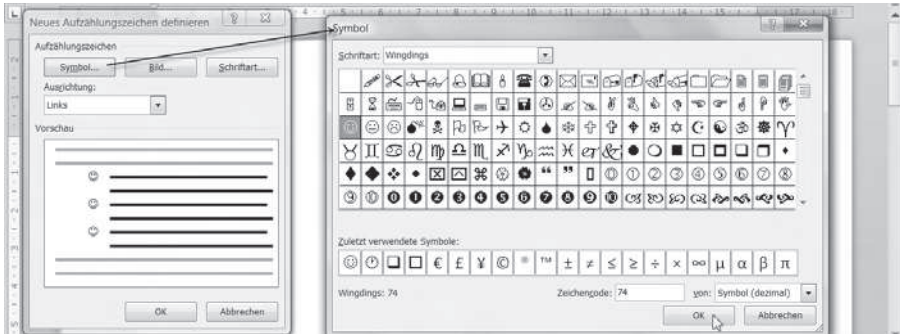 Neues Aufzählungszeichen definieren
Aufzählungszeichen
Symbol... Bild... Schriftart...
Ausrichtung:
Links
Vorschau
OK Abbrechen
Symbol
Schriftart: Wingdings
Zuletzt verwendete Symbole:
€ £ ¥ © ® ™ ± ≠ ≤ ≥ ÷ × ∞ µ α β π
Wingdings: 74
Zeichencode: 74 von: Symbol (dezimal)
OK Abbrechen